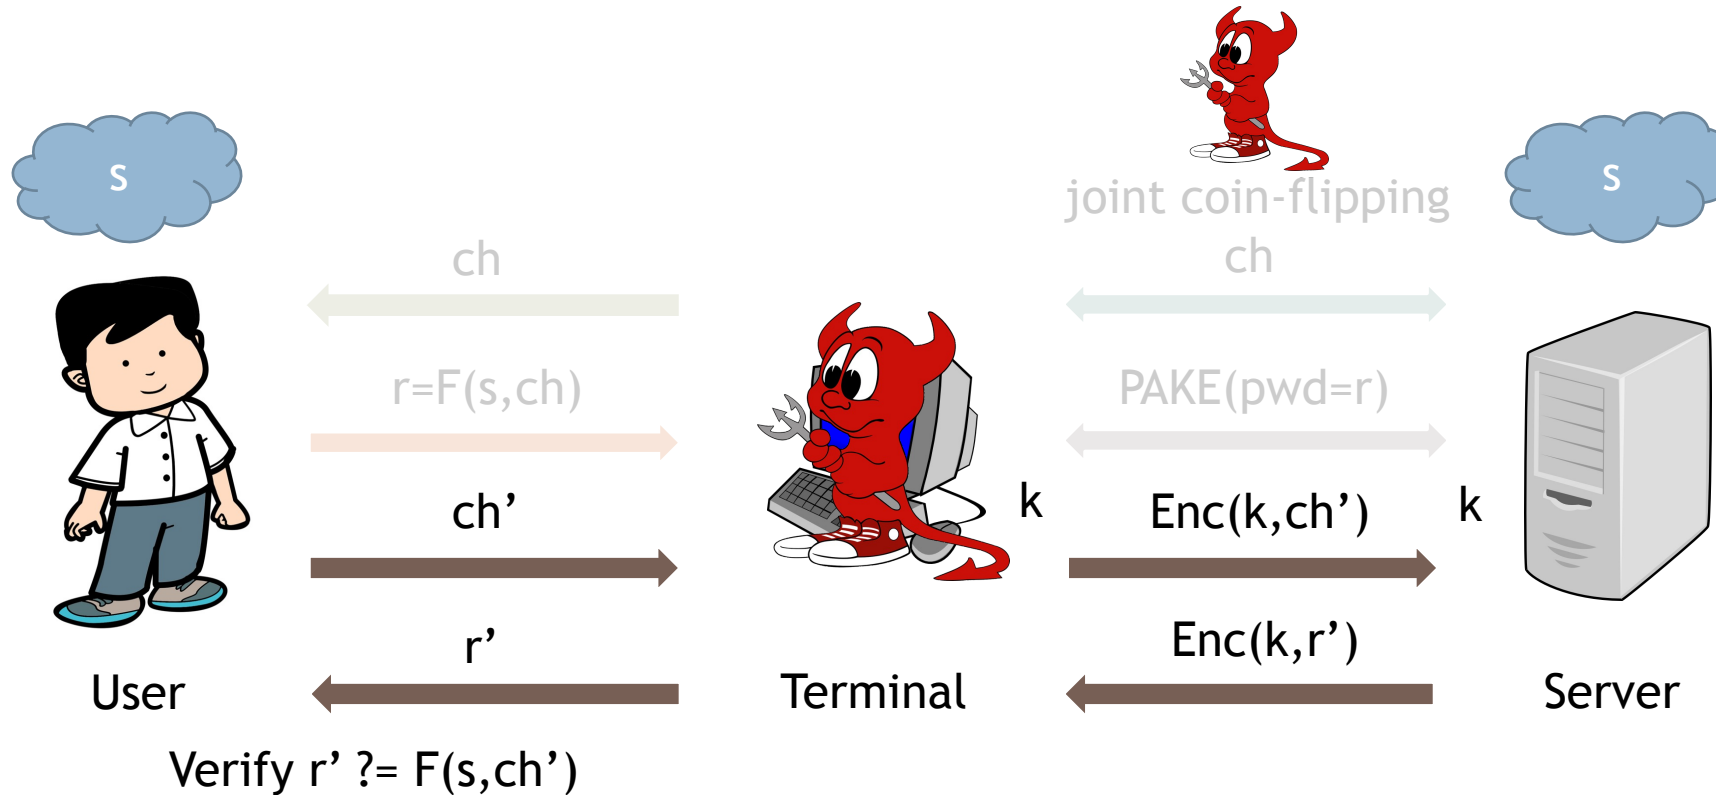 s
s
joint coin-flipping
ch
ch
r=F(s,ch)
PAKE(pwd=r)
ch’
k
Enc(k,ch’)
k
r’
Enc(k,r’)
User
Terminal
Server
Verify r’ ?= F(s,ch’)